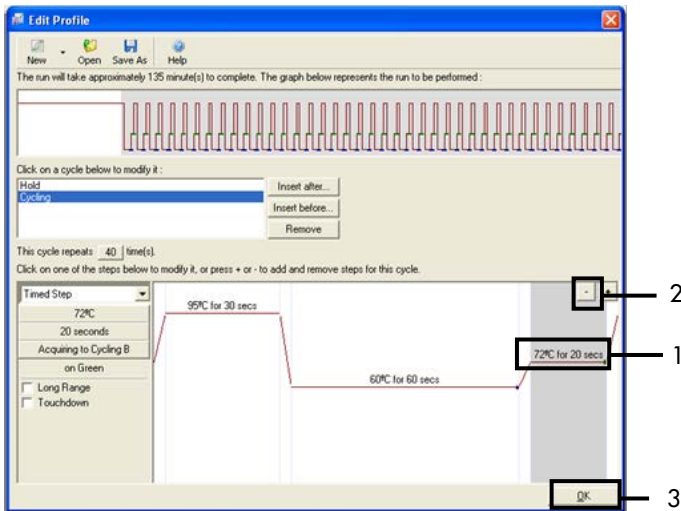 Edit Profile
New Open Save As Help
The run will take approximately 135 minute(s) to complete. The graph below represents the run to be performed :
Click on a cycle below to modify it :
Hold
Cycling
Insert after...
Insert before...
Remove
This cycle repeats 40 time(s).
Click on one of the steps below to modify it, or press + or - to add and remove steps for this cycle.
Timed Step
72ºC
20 seconds
Acquiring to Cycling B
on Green
Long Range
Touchdown
95ºC for 30 secs
60ºC for 60 secs
72ºC for 20 secs
- +
2
1
OK
3